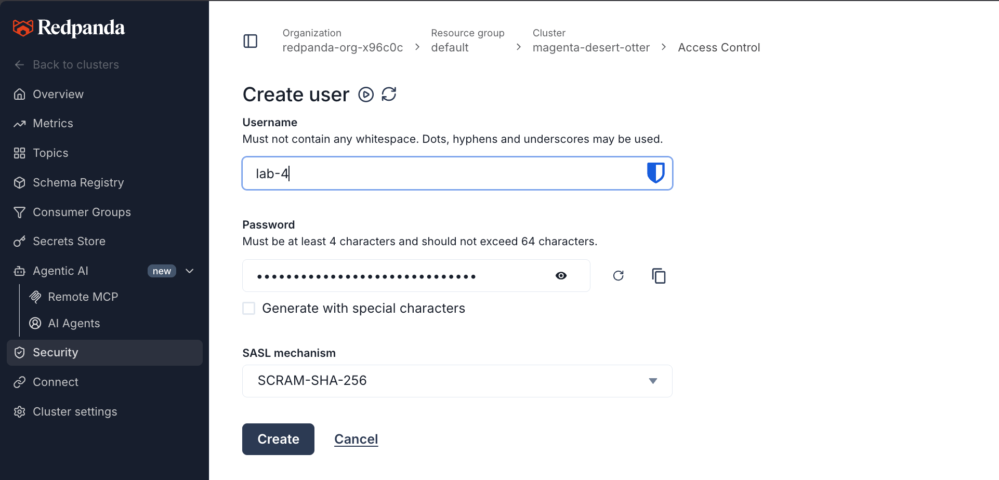 Redpanda
Back to clusters
Overview
Metrics
Topics
Schema Registry
Consumer Groups
Secrets Store
Agentic AI new
Remote MCP
AI Agents
Security
Connect
Cluster settings
Organization
redpanda-org-x96c0c
Resource group
default
Cluster
magenta-desert-otter
Access Control
Create user
Username
Must not contain any whitespace. Dots, hyphens and underscores may be used.
lab-4
Password
Must be at least 4 characters and should not exceed 64 characters.
Generate with special characters
SASL mechanism
SCRAM-SHA-256
Create
Cancel